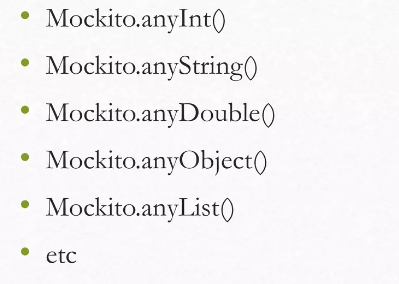 • Mockito.anyInt()
• Mockito.anyString()
• Mockito.anyDouble()
• Mockito.anyObject()
• Mockito.anyList()
• etc